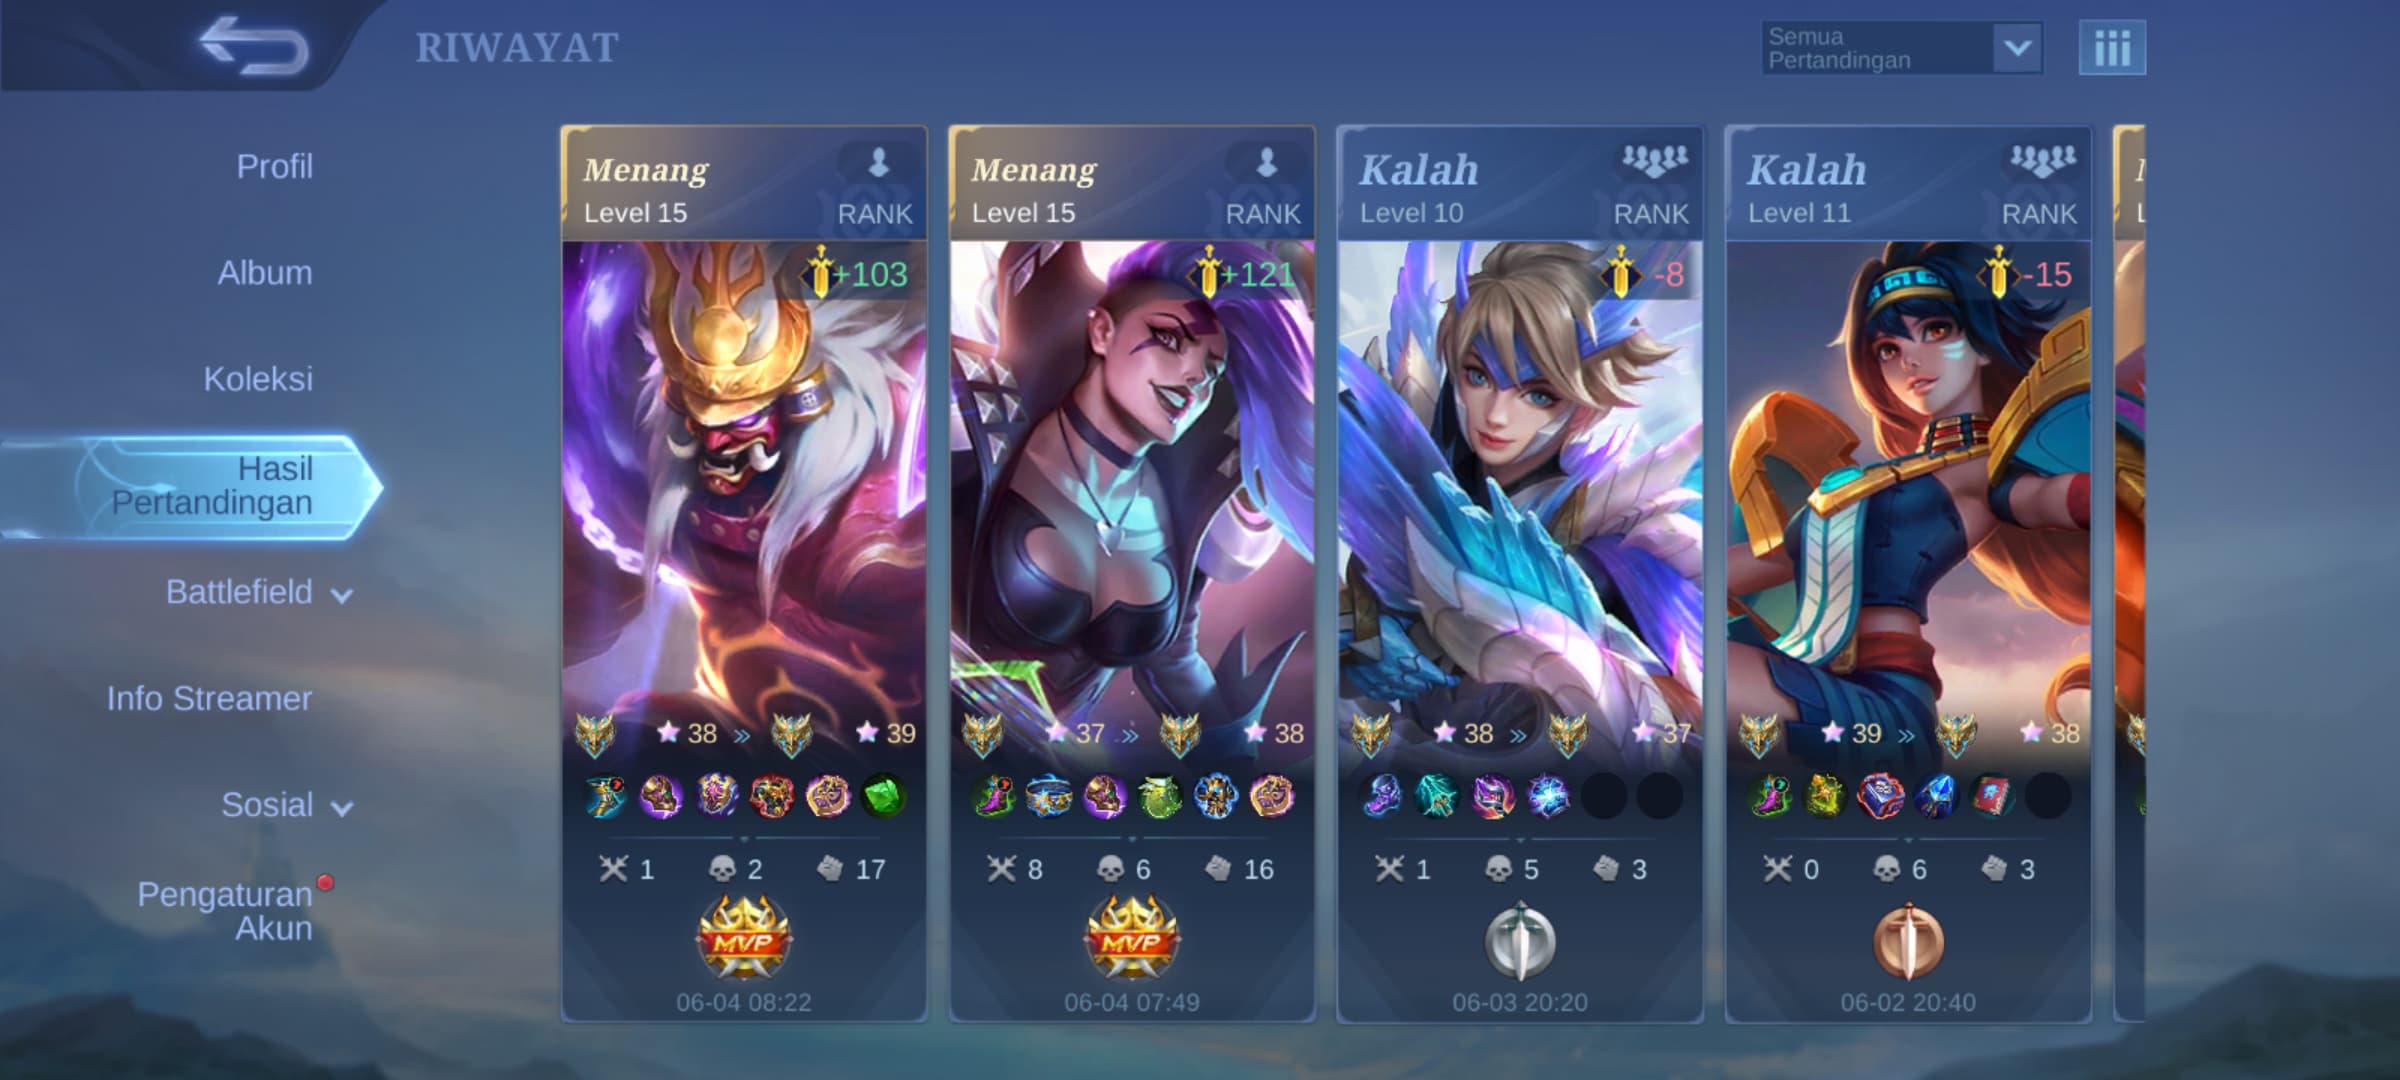 RIWAYAT
Semua
Pertandingan
Profil
Album
Koleksi
Hasil
Pertandingan
Battlefield
Info Streamer
Sosial
Pengaturan
Akun
Menang
Level 15
RANK
+103
38 » 39
1 2 17
MVP
06-04 08:22
Menang
Level 15
RANK
+121
37 » 38
8 6 16
MVP
06-04 07:49
Kalah
Level 10
RANK
-8
38 » 37
1 5 3
06-03 20:20
Kalah
Level 11
RANK
-15
39 » 38
0 6 3
06-02 20:40